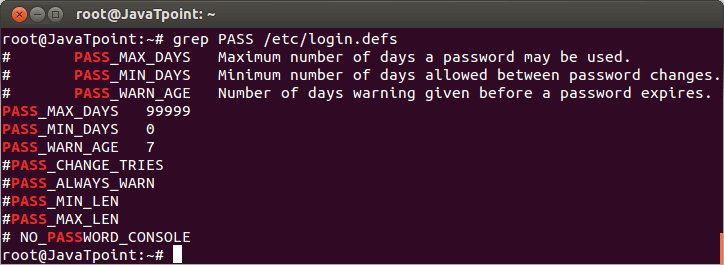 root@JavaTpoint: ~
root@JavaTpoint:~# grep PASS /etc/login.defs
#       PASS_MAX_DAYS   Maximum number of days a password may be used.
#       PASS_MIN_DAYS   Minimum number of days allowed between password changes.
#       PASS_WARN_AGE   Number of days warning given before a password expires.
PASS_MAX_DAYS   99999
PASS_MIN_DAYS   0
PASS_WARN_AGE   7
#PASS_CHANGE_TRIES
#PASS_ALWAYS_WARN
#PASS_MIN_LEN
#PASS_MAX_LEN
# NO_PASSWORD_CONSOLE
root@JavaTpoint:~#